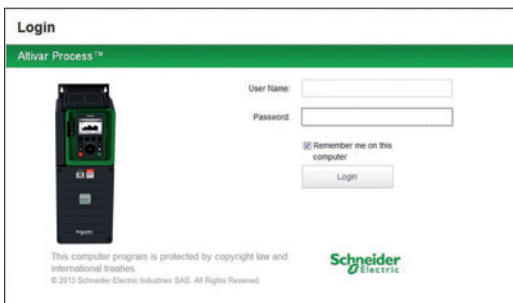 Login
Altivar Process™
User Name:
Password:
Remember me on this
computer
Login
This computer program is protected by copyright law and
international treaties.
© 2013 Schneider Electric Industries SAS. All Rights Reserved.
Schneider
Electric